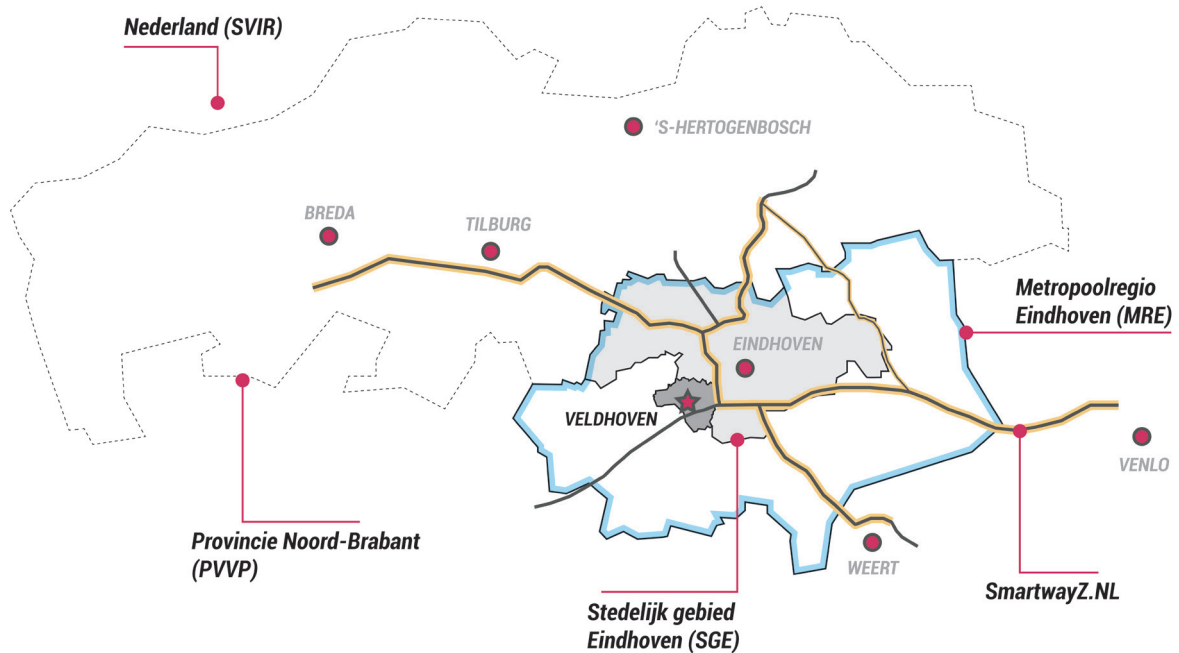 Nederland (SVIR)
'S-HERTOGENBOSCH
BREDA
TILBURG
Metropoolregio
Eindhoven (MRE)
EINDHOVEN
VELDHOVEN
VENLO
Provincie Noord-Brabant
(PVVP)
WEERT
SmartwayZ.NL
Stedelijk gebied
Eindhoven (SGE)